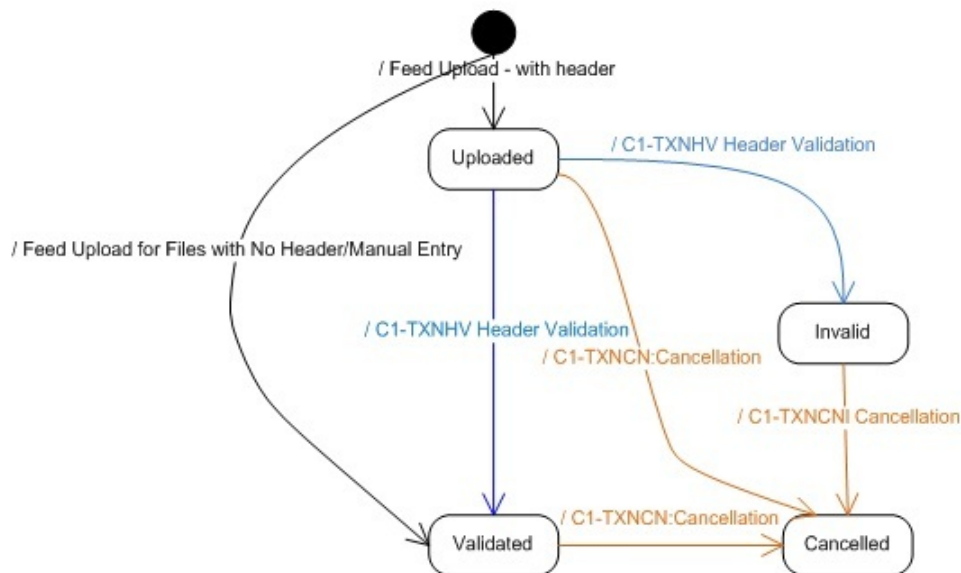 / Feed Upload - with header
Uploaded
/ C1-TXNHV Header Validation
/ Feed Upload for Files with No Header/Manual Entry
/ C1-TXNHV Header Validation
Invalid
/ C1-TXNCN:Cancellation
/ C1-TXNCNI Cancellation
/ C1-TXNCN:Cancellation
Validated
Cancelled